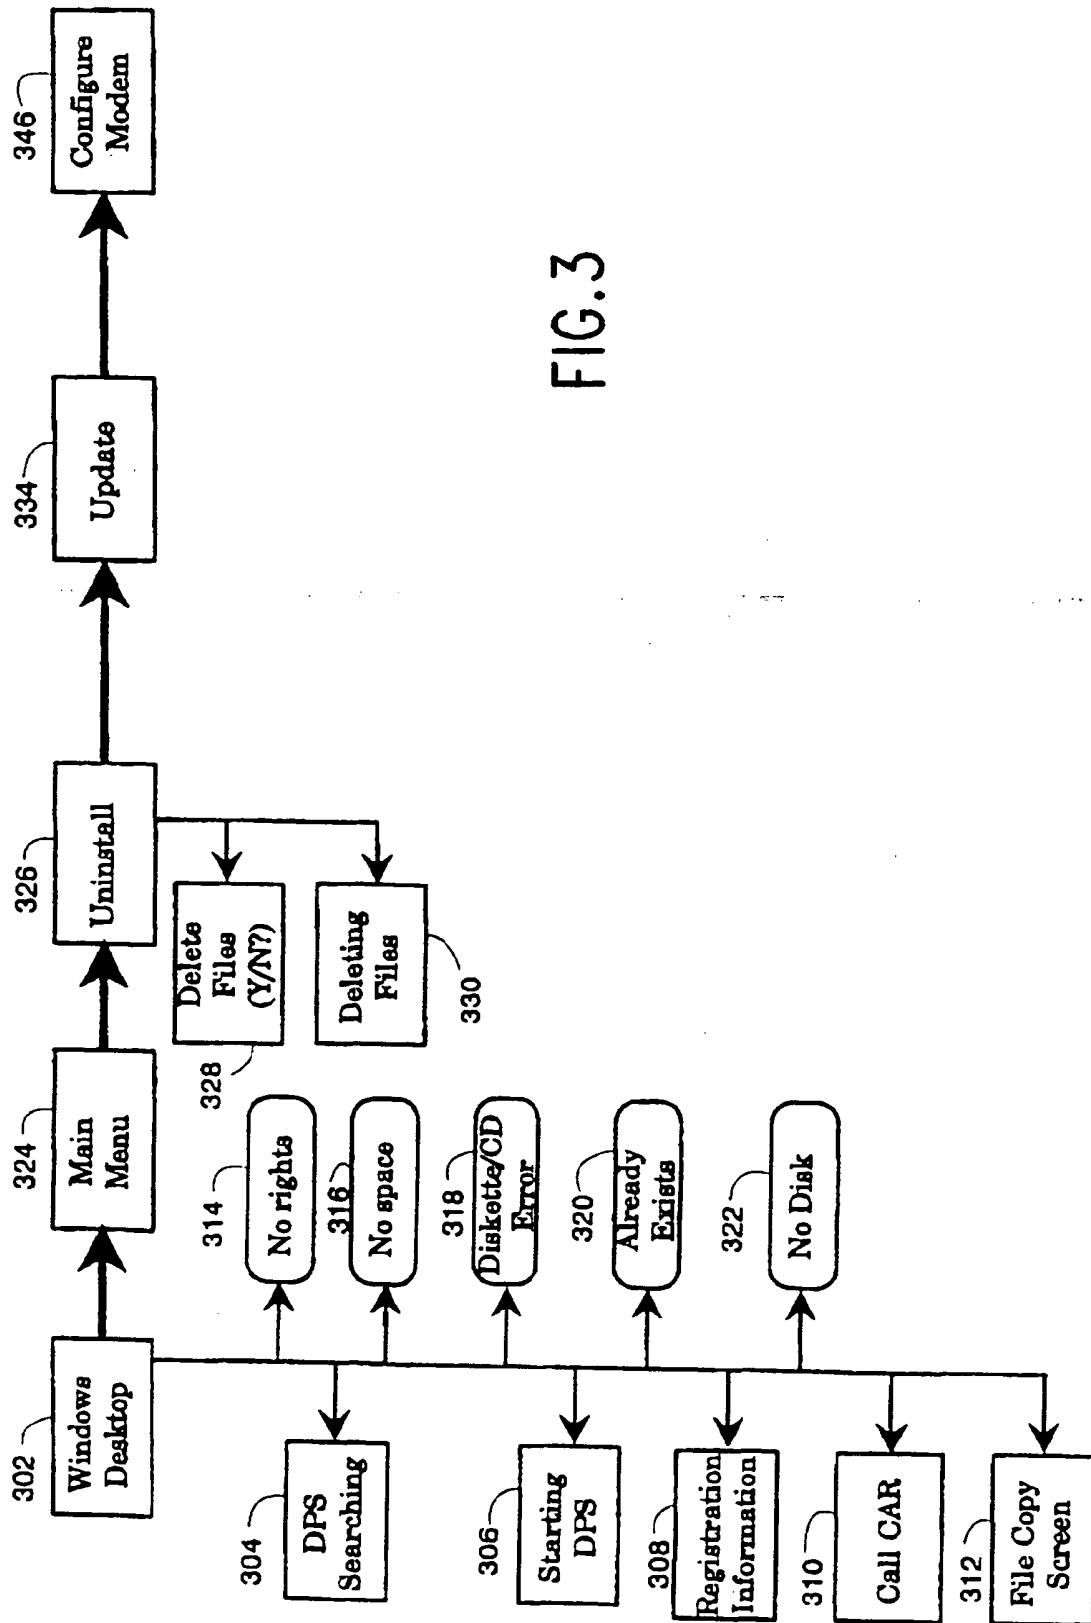 302
Windows
Desktop
324
Main
Menu
326
Uninstall
334
Update
346
Configure
Modem
304
DPS
Searching
306
Starting
DPS
308
Registration
Information
310
Call CAR
312
File Copy
Screen
314
No rights
316
No space
318
Diskette/CD
Error
320
Already
Exists
322
No Disk
328
Delete
Files
(Y/N?)
330
Deleting
Files
FIG.3